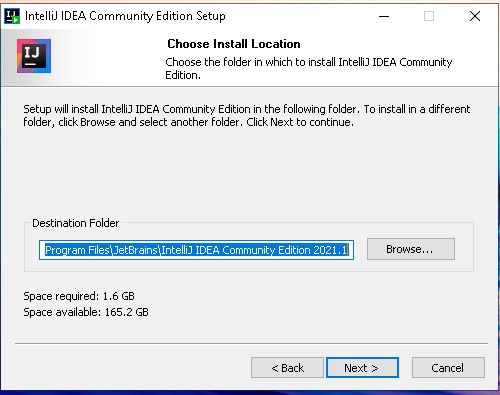 IntelliJ IDEA Community Edition Setup
IJ
Choose Install Location
Choose the folder in which to install IntelliJ IDEA Community
Edition.
Setup will install IntelliJ IDEA Community Edition in the following folder. To install in a different
folder, click Browse and select another folder. Click Next to continue.
Destination Folder
Program Files\JetBrains\IntelliJ IDEA Community Edition 2021.1
Browse...
Space required: 1.6 GB
Space available: 165.2 GB
< Back
Next >
Cancel